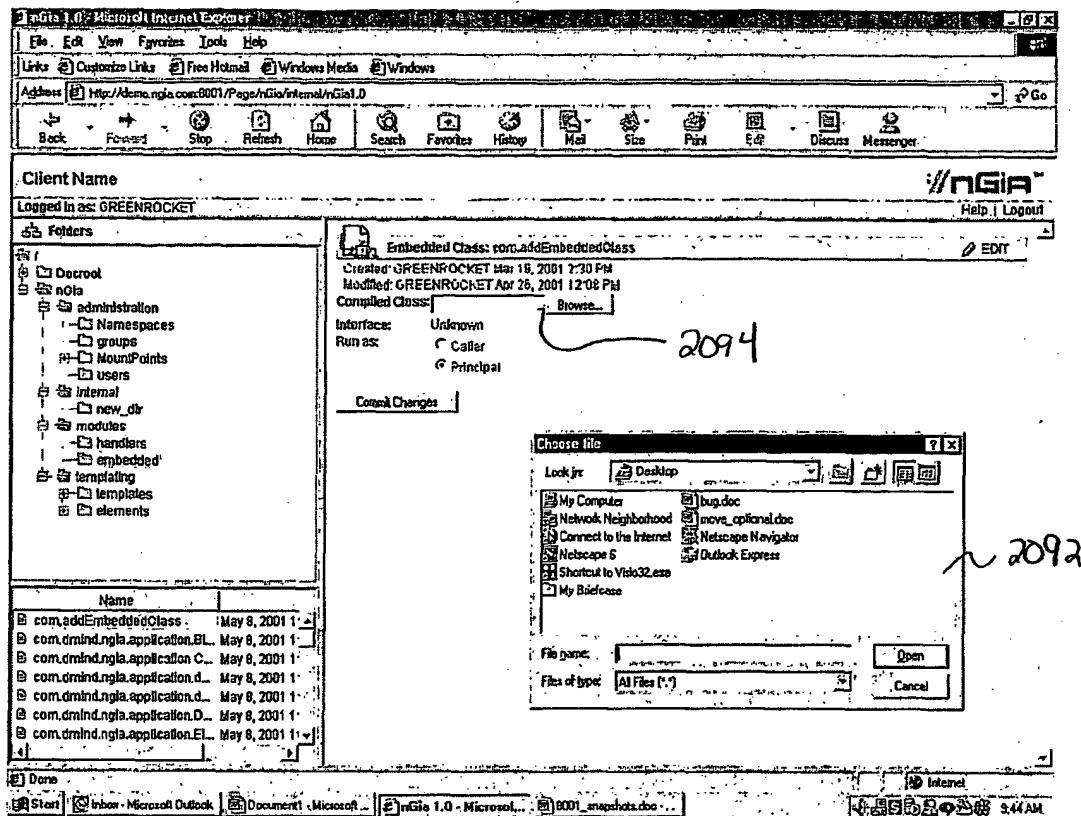 nGia 1.0 - Microsoft Internet Explorer
File Edit View Favorites Tools Help
Links Customize Links Free Hotmail Windows Media Windows
Address http://demo.ngia.com:8001/Page/nGia/internal/nGia1.0 Go
Back Forward Stop Refresh Home Search Favorites History Mail Size Print Edit Discuss Messenger
Client Name
://nGia™
Logged in as: GREENROCKET
Help | Logout
Folders
/
Docroot
nGia
administration
Namespaces
groups
MountPoints
users
internal
new_dir
modules
handlers
embedded
templating
templates
elements
Embedded Class: com.addEmbeddedClass
EDIT
Created: GREENROCKET Mar 19, 2001 2:30 PM
Modified: GREENROCKET Apr 26, 2001 12:08 PM
Compiled Class: Browse...
Interface: Unknown
Run as: Caller
Principal
2094
Commit Changes
Choose file
Look in: Desktop
My Computer
Network Neighborhood
Connect to the Internet
Netscape 6
Shortcut to Visio32.exe
My Briefcase
bug.doc
move_optional.doc
Netscape Navigator
Outlook Express
2092
File name: Open
Files of type: All Files (*.*) Cancel
Name
com.addEmbeddedClass May 8, 2001 1
com.dmind.ngia.application.BL... May 8, 2001 1
com.dmind.ngia.application.C... May 8, 2001 1
com.dmind.ngia.application.d... May 8, 2001 1
com.dmind.ngia.application.d... May 8, 2001 1
com.dmind.ngia.application.D... May 8, 2001 1
com.dmind.ngia.application.El... May 8, 2001 1
Done
Internet
Start Inbox - Microsoft Outlook Document1 - Microsoft ... nGia 1.0 - Microsof... 8001_snapshots.doc - ... 9:44 AM